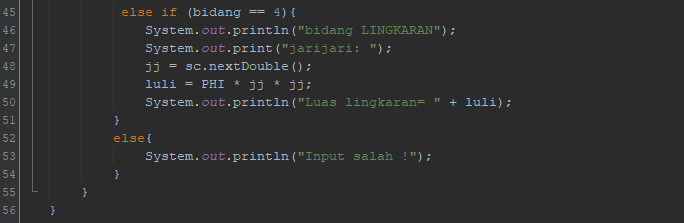 45 else if (bidang == 4){
46 System.out.println("bidang LINGKARAN");
47 System.out.print("jarijari: ");
48 jj = sc.nextDouble();
49 luli = PHI * jj * jj;
50 System.out.println("Luas lingkaran= " + luli);
51 }
52 else{
53 System.out.println("Input salah !");
54 }
55 }
56 }